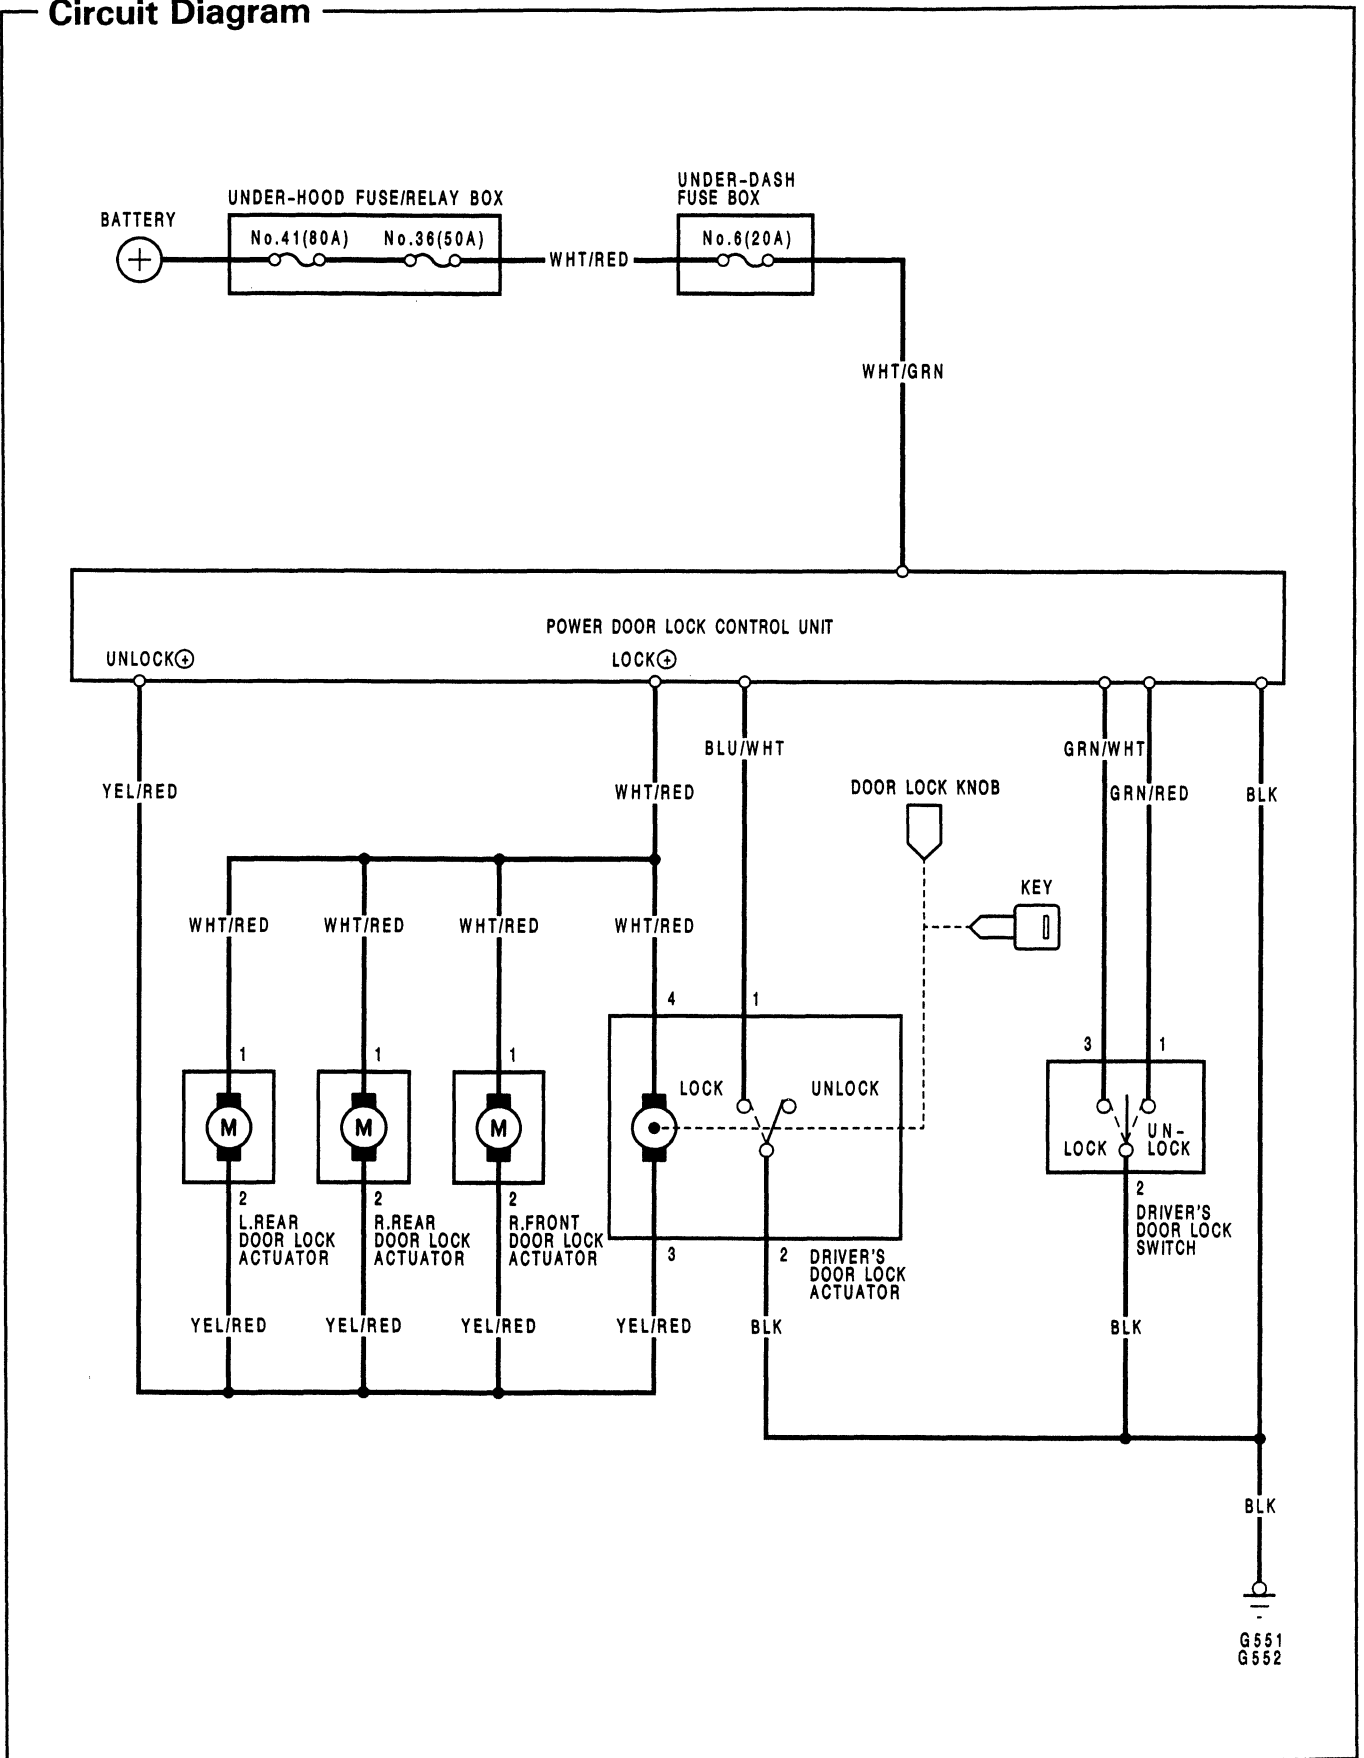 Circuit Diagram
UNDER-DASH
FUSE BOX
UNDER-HOOD FUSE/RELAY BOX
BATTERY
No.41(80A)
No.36(50A)
No.6(20A)
WHT/RED
WHT/GRN
POWER DOOR LOCK CONTROL UNIT
UNLOCK
LOCK
BLU/WHT
GRN/WHT
YEL/RED
WHT/RED
DOOR LOCK KNOB
GRN/RED
BLK
KEY
WHT/RED
WHT/RED
WHT/RED
WHT/RED
4
1
3
1
1
1
1
LOCK
UNLOCK
M
M
M
UN-
LOCK
LOCK
2
L.REAR
DOOR LOCK
ACTUATOR
2
R.REAR
DOOR LOCK
ACTUATOR
2
R.FRONT
DOOR LOCK
ACTUATOR
3
2
DRIVER'S
DOOR LOCK
ACTUATOR
2
DRIVER'S
DOOR LOCK
SWITCH
YEL/RED
YEL/RED
YEL/RED
YEL/RED
BLK
BLK
BLK
G551
G552